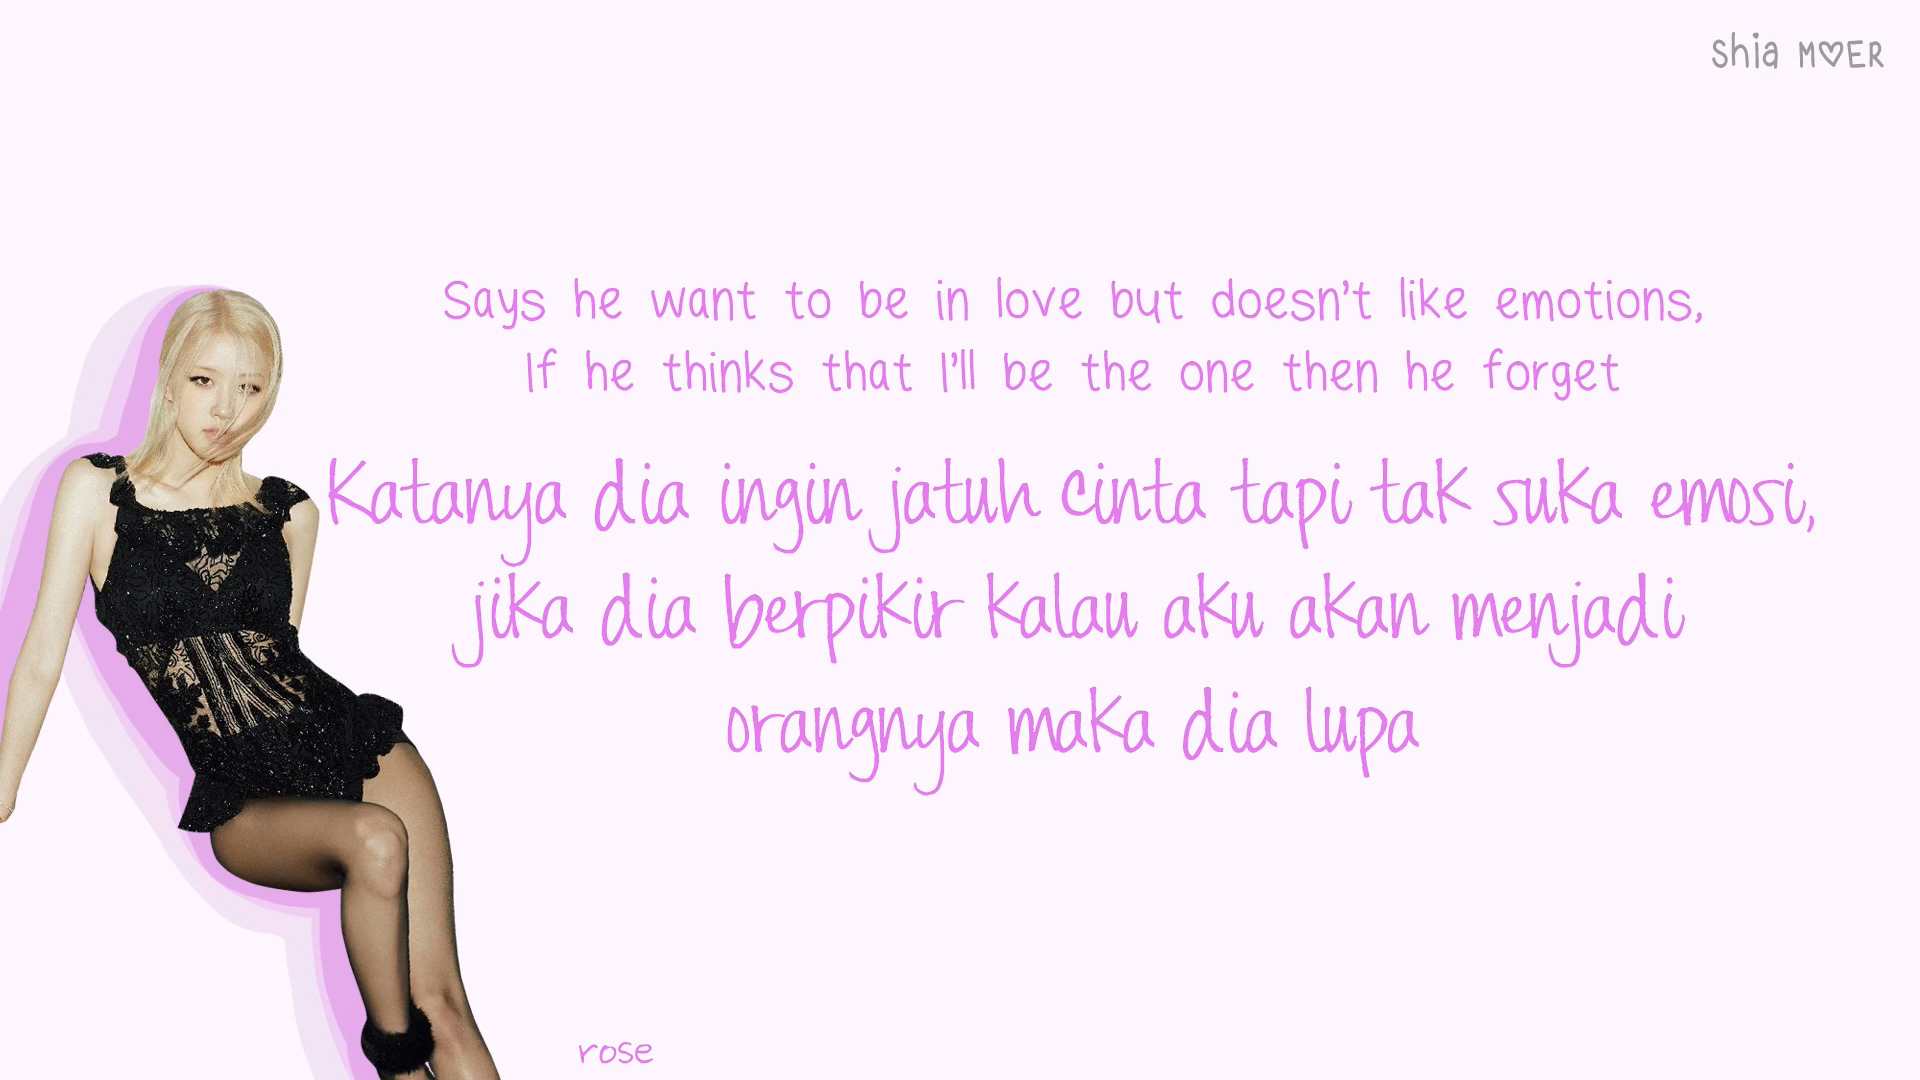 Shia M♡ER
Says he want to be in love but doesn't like emotions,
If he thinks that I'll be the one then he forget
Katanya dia ingin jatuh cinta tapi tak suka emosi,
jika dia berpikir kalau aku akan menjadi
orangnya maka dia lupa
rose